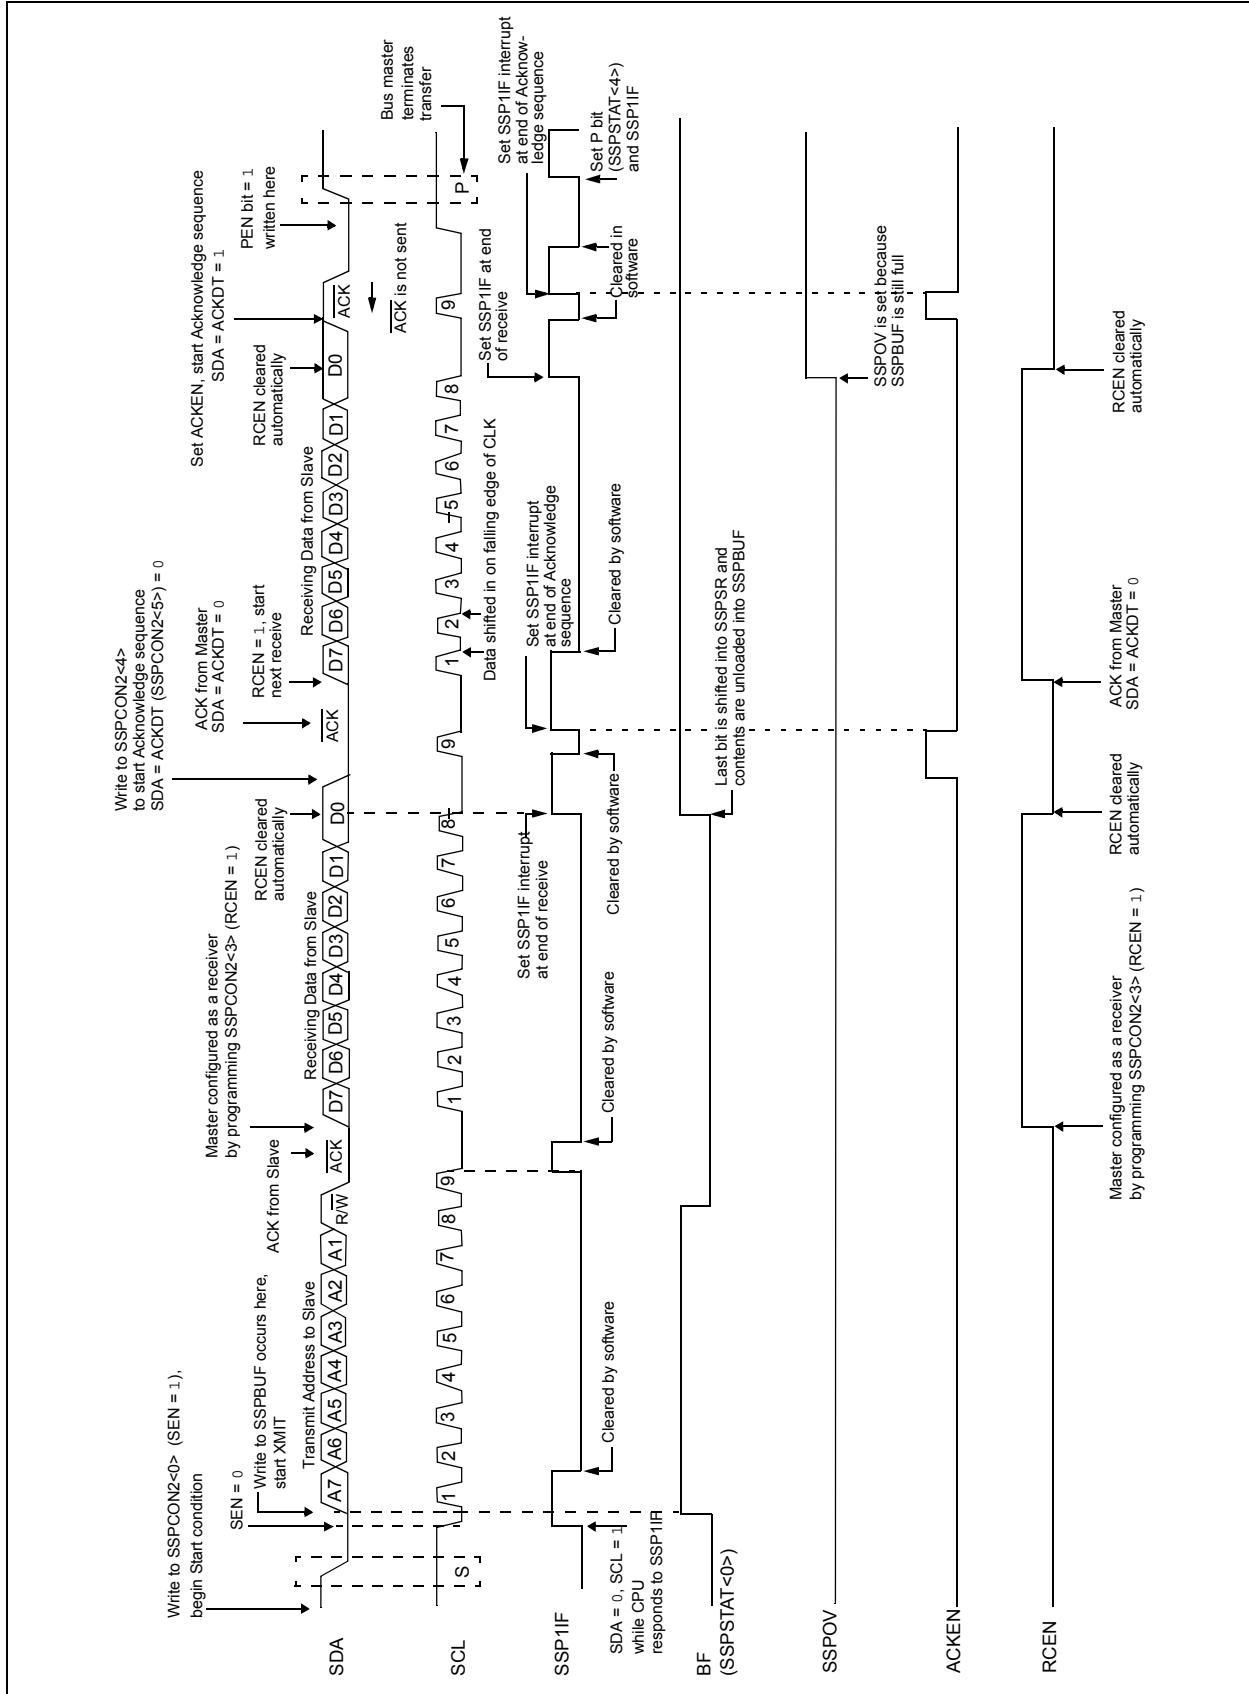 Write to SSPCON2<0> (SEN = 1),
begin Start condition
SEN = 0
Write to SSPBUF occurs here,
start XMIT
ACK from Slave
Master configured as a receiver
by programming SSPCON2<3> (RCEN = 1)
RCEN cleared
automatically
Write to SSPCON2<4>
to start Acknowledge sequence
SDA = ACKDT (SSPCON2<5>) = 0
ACK from Master
SDA = ACKDT = 0
RCEN = 1, start
next receive
RCEN cleared
automatically
Set ACKEN, start Acknowledge sequence
SDA = ACKDT = 1
PEN bit = 1
written here
Transmit Address to Slave
Receiving Data from Slave
Receiving Data from Slave
SDA
A7 A6 A5 A4 A3 A2 A1 R/W ACK D7 D6 D5 D4 D3 D2 D1 D0 ACK D7 D6 D5 D4 D3 D2 D1 D0 ACK
ACK is not sent
Bus master
terminates
transfer
SCL
S 1 2 3 4 5 6 7 8 9 1 2 3 4 5 6 7 8 9 1 2 3 4 5 6 7 8 9 P
Data shifted in on falling edge of CLK
Set SSP1IF interrupt
at end of receive
Set SSP1IF interrupt
at end of Acknowledge
sequence
Set SSP1IF at end
of receive
Set SSP1IF interrupt
at end of Acknow-
ledge sequence
SSP1IF
SDA = 0, SCL = 1
while CPU
responds to SSP1IF
Cleared by software
Cleared by software
Cleared by software
Cleared by software
Cleared in
software
Set P bit
(SSPSTAT<4>)
and SSP1IF
BF
(SSPSTAT<0>)
Last bit is shifted into SSPSR and
contents are unloaded into SSPBUF
SSPOV
SSPOV is set because
SSPBUF is still full
ACKEN
RCEN
Master configured as a receiver
by programming SSPCON2<3> (RCEN = 1)
RCEN cleared
automatically
ACK from Master
SDA = ACKDT = 0
RCEN cleared
automatically